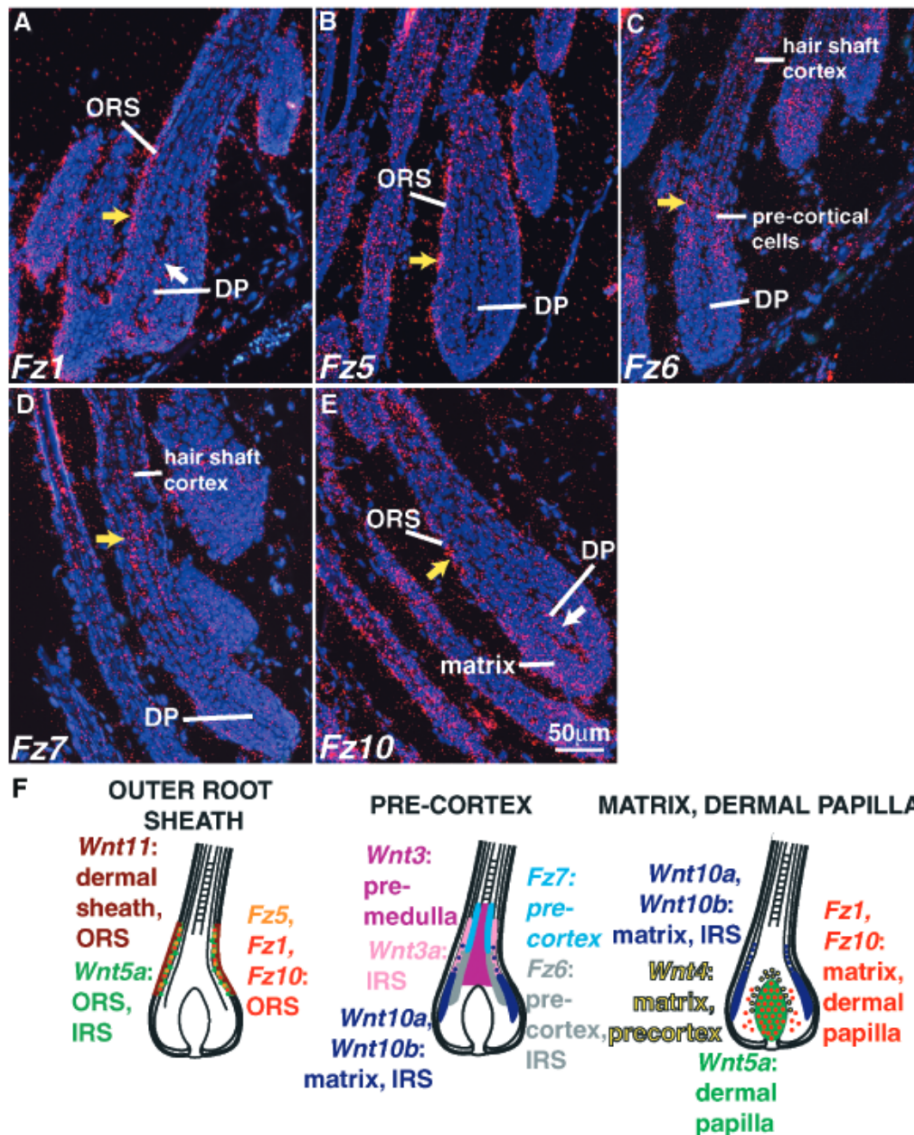 A
ORS
DP
Fz1
B
ORS
DP
Fz5
C
hair shaft
cortex
pre-cortical
cells
DP
Fz6
D
hair shaft
cortex
DP
Fz7
E
ORS
DP
matrix
50μm
Fz10
F
OUTER ROOT
SHEATH
Wnt11:
dermal
sheath,
ORS
Wnt5a:
ORS,
IRS
Fz5,
Fz1,
Fz10:
ORS
PRE-CORTEX
Wnt3:
pre-
medulla
Wnt3a:
IRS
Wnt10a,
Wnt10b:
matrix, IRS
Fz7:
pre-
cortex
Fz6:
pre-
cortex,
IRS
MATRIX, DERMAL PAPILLA
Wnt10a,
Wnt10b:
matrix, IRS
Wnt4:
matrix,
precortex
Wnt5a:
dermal
papilla
Fz1,
Fz10:
matrix,
dermal
papilla